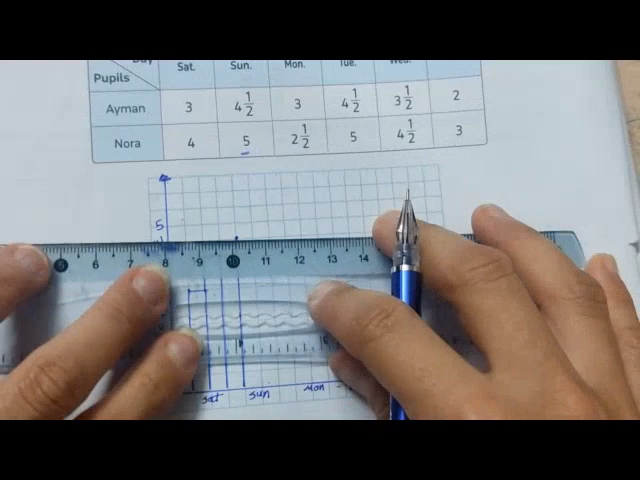 Day
Pupils Sat. Sun. Mon. Tue. Wed.
Ayman 3 4 1/2 3 4 1/2 3 1/2 2
Nora 4 5 2 1/2 5 4 1/2 3
5
6 7 8 9 10 11 12 13 14
sat sun mon